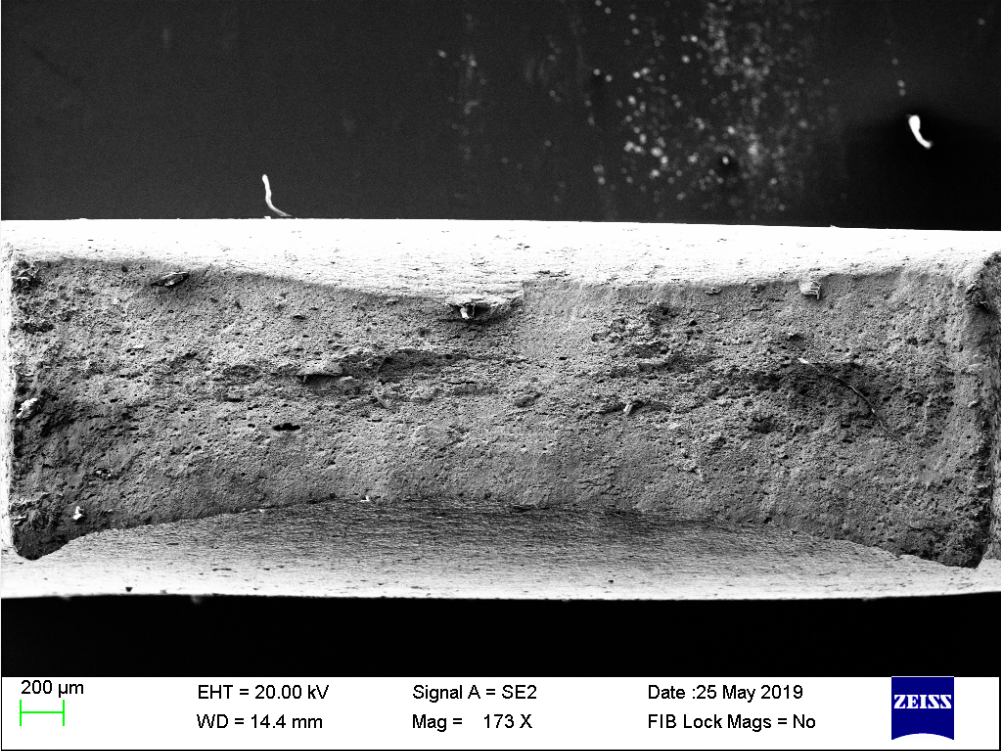 200 µm
EHT = 20.00 kV
Signal A = SE2
Date :25 May 2019
ZEISS
WD = 14.4 mm
Mag = 173 X
FIB Lock Mags = No